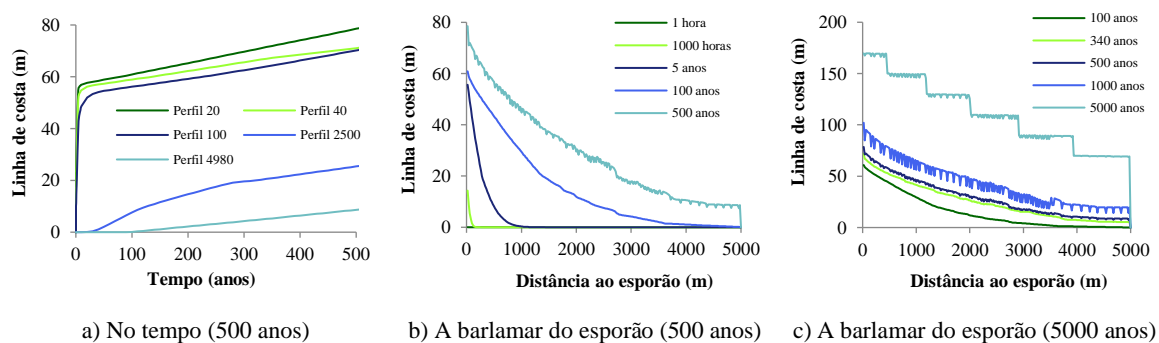 80
60
40
20
0
Linha de costa (m)
0 100 200 300 400 500
Tempo (anos)
Perfil 20
Perfil 40
Perfil 100
Perfil 2500
Perfil 4980
a) No tempo (500 anos)
80
60
40
20
0
Linha de costa (m)
0 1000 2000 3000 4000 5000
Distância ao esporão (m)
1 hora
1000 horas
5 anos
100 anos
500 anos
b) A barlamar do esporão (500 anos)
200
150
100
50
0
Linha de costa (m)
0 1000 2000 3000 4000 5000
Distância ao esporão (m)
100 anos
340 anos
500 anos
1000 anos
5000 anos
c) A barlamar do esporão (5000 anos)